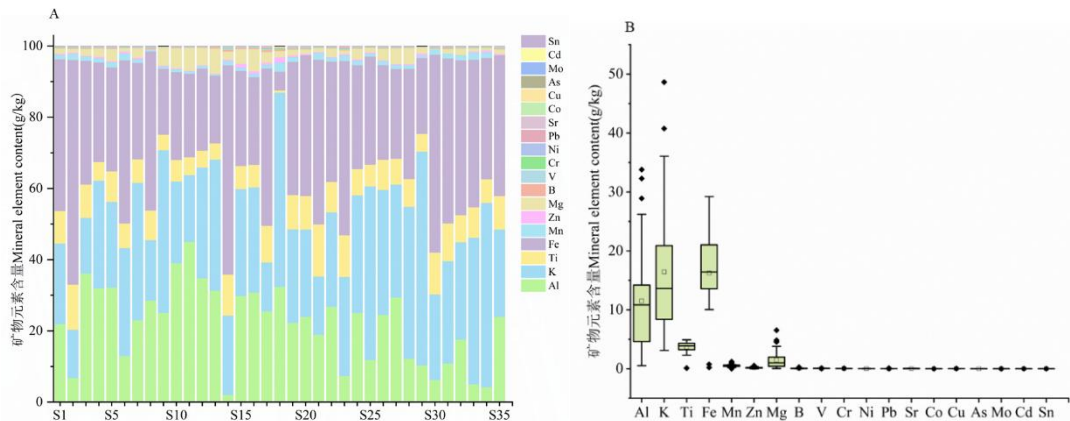 A
矿物元素含量Mineral element content(g/kg)
100
80
60
40
20
0
S1 S5 S10 S15 S20 S25 S30 S35
Sn
Cd
Mo
As
Cu
Co
Sr
Pb
Ni
Cr
V
B
Mg
Zn
Mn
Fe
Ti
K
Al
B
矿物元素含量Mineral element content(g/kg)
50
40
30
20
10
0
Al K Ti Fe Mn Zn Mg B V Cr Ni Pb Sr Co Cu As Mo Cd Sn